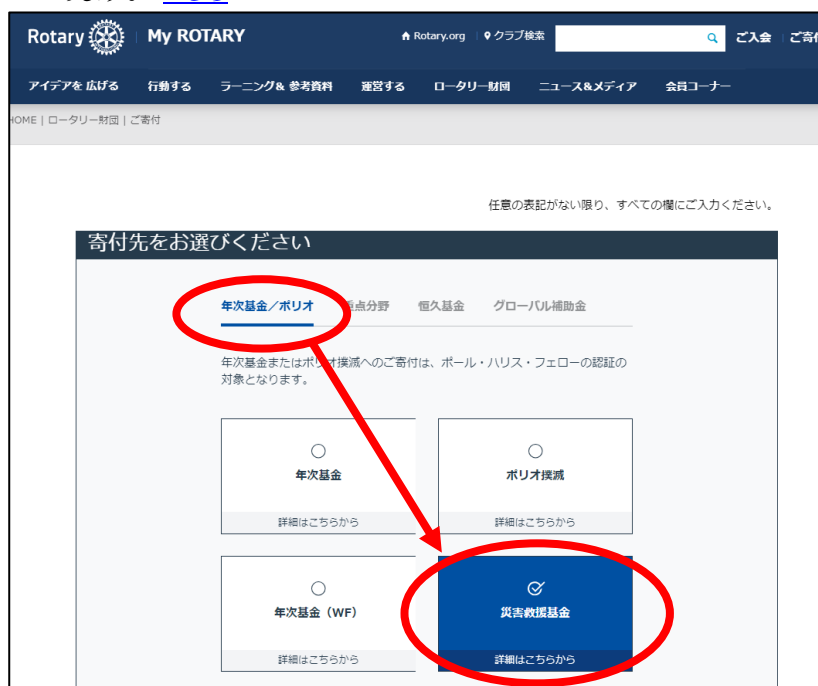 Rotary My ROTARY Rotary.org クラブ検索 ご入会 ご寄付
アイデアを 広げる 行動する ラーニング& 参考資料 運営する ロータリー財団 ニュース&メディア 会員コーナー
HOME | ロータリー財団 | ご寄付
任意の表記がない限り、すべての欄にご入力ください。
寄付先をお選びください
年次基金／ポリオ 重点分野 恒久基金 グローバル補助金
年次基金またはポリオ撲滅へのご寄付は、ポール・ハリス・フェローの認証の
対象となります。
年次基金 ポリオ撲滅
詳細はこちらから 詳細はこちらから
年次基金（WF） 災害救援基金
詳細はこちらから 詳細はこちらから